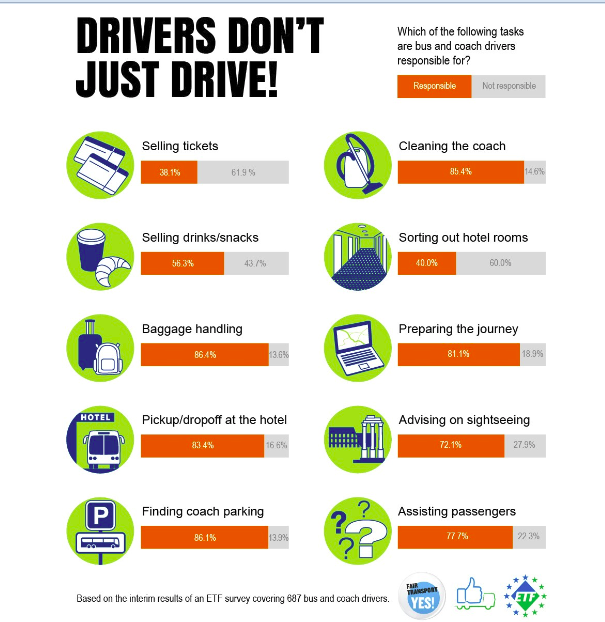 DRIVERS DON'T
JUST DRIVE!
Which of the following tasks
are bus and coach drivers
responsible for?
Responsible
Not responsible
Selling tickets
38.1%
61.9 %
Cleaning the coach
85.4%
14.6%
Selling drinks/snacks
56.3%
43.7%
Sorting out hotel rooms
40.0%
60.0%
Baggage handling
86.4%
13.6%
Preparing the journey
81.1%
18.9%
HOTEL
Pickup/dropoff at the hotel
83.4%
16.6%
Advising on sightseeing
72.1%
27.9%
P
Finding coach parking
86.1%
13.9%
? ? ? ? ?
Assisting passengers
77.7%
22.3%
Based on the interim results of an ETF survey covering 687 bus and coach drivers.
FAIR
TRANSPORT
YES!
ETF